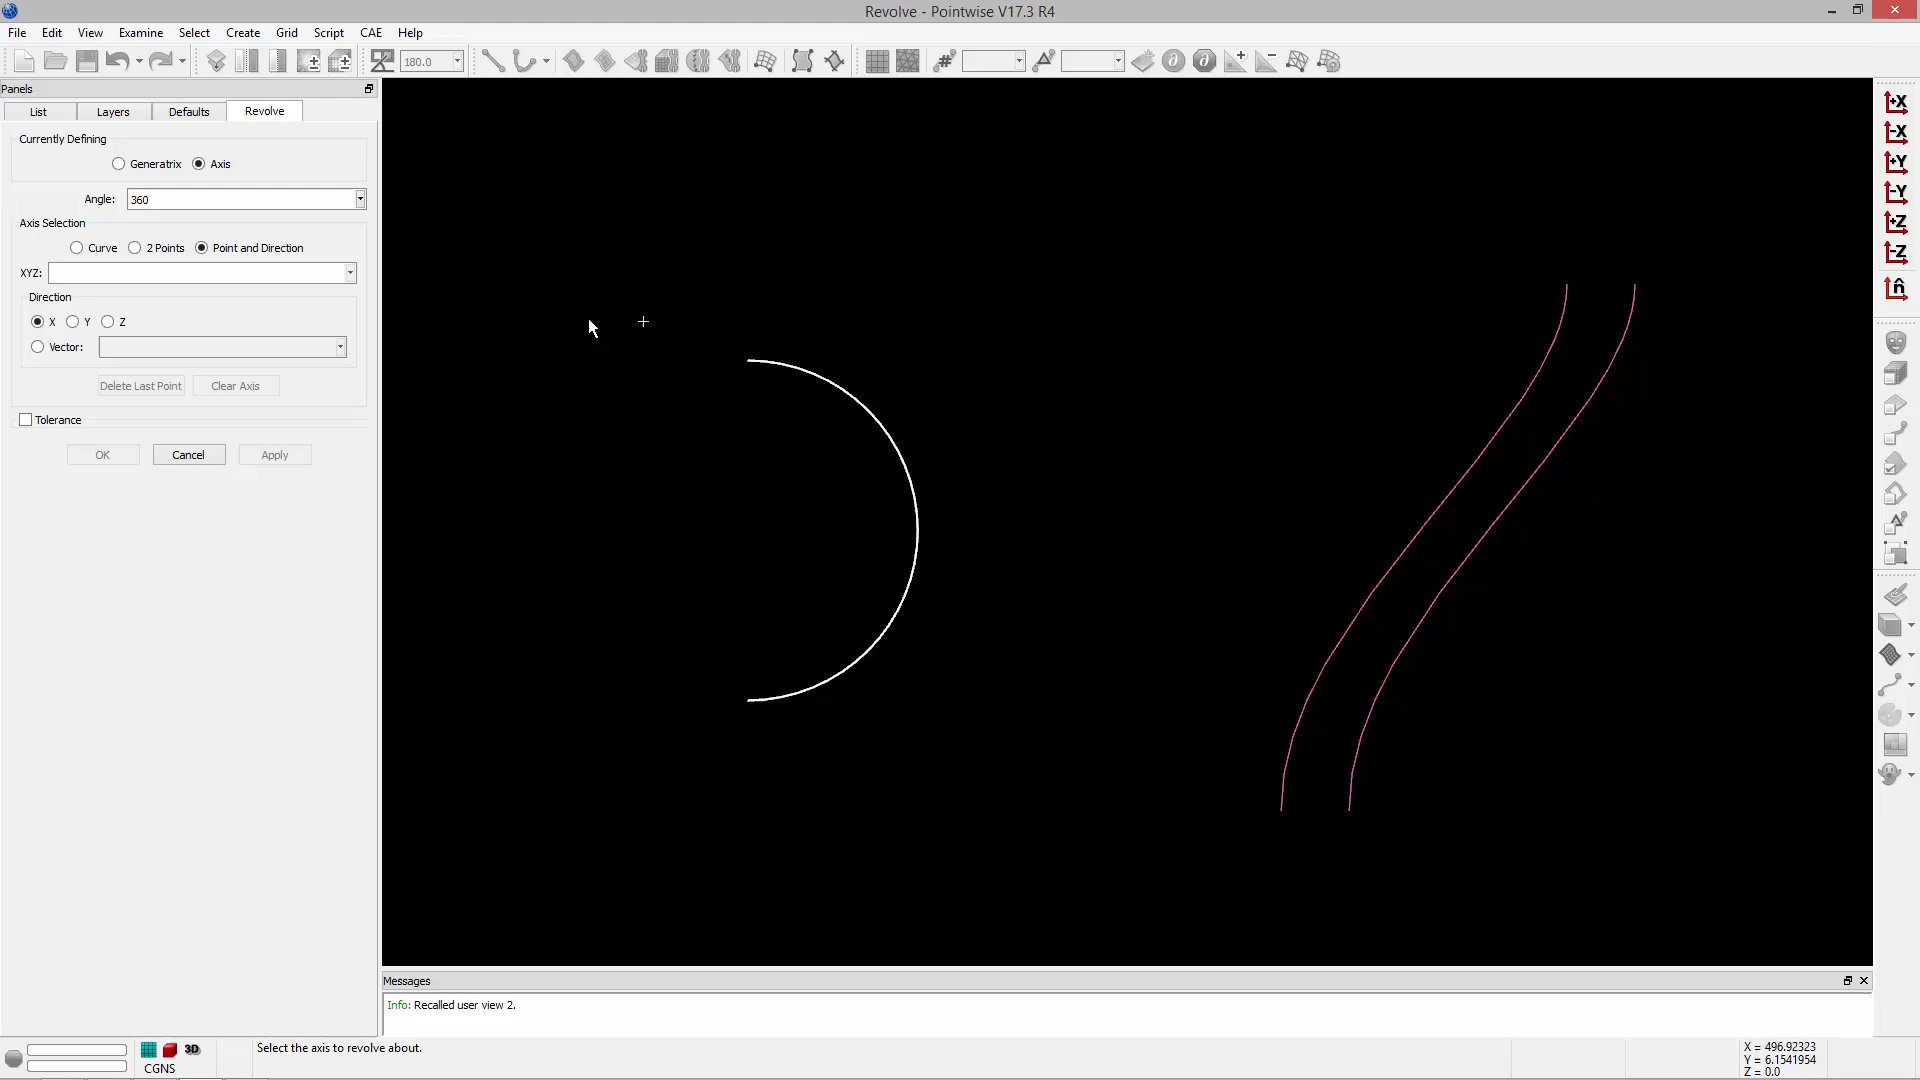 Revolve - Pointwise V17.3 R4
File Edit View Examine Select Create Grid Script CAE Help
180.0
Panels
List Layers Defaults Revolve
Currently Defining
Generatrix Axis
Angle: 360
Axis Selection
Curve 2 Points Point and Direction
XYZ:
Direction
X Y Z
Vector:
Delete Last Point Clear Axis
Tolerance
OK Cancel Apply
+X
-X
+Y
-Y
+Z
-Z
n̂
Messages
Info: Recalled user view 2.
3D
CGNS
Select the axis to revolve about.
X = 496.92323
Y = 6.1541954
Z = 0.0